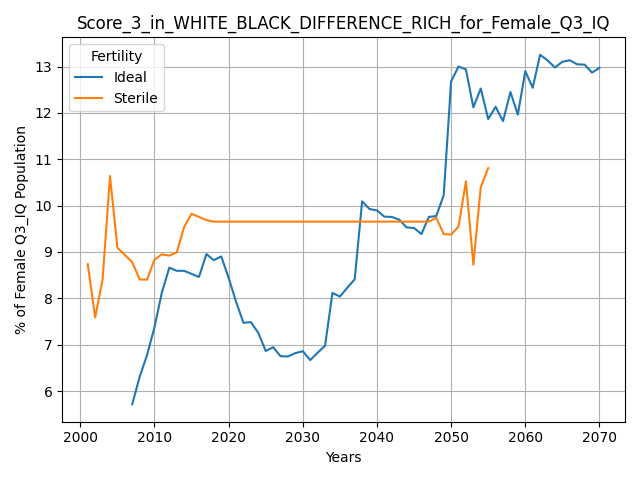 Score_3_in_WHITE_BLACK_DIFFERENCE_RICH_for_Female_Q3_IQ
Fertility
Ideal
Sterile
% of Female Q3_IQ Population
13
12
11
10
9
8
7
6
2000 2010 2020 2030 2040 2050 2060 2070
Years